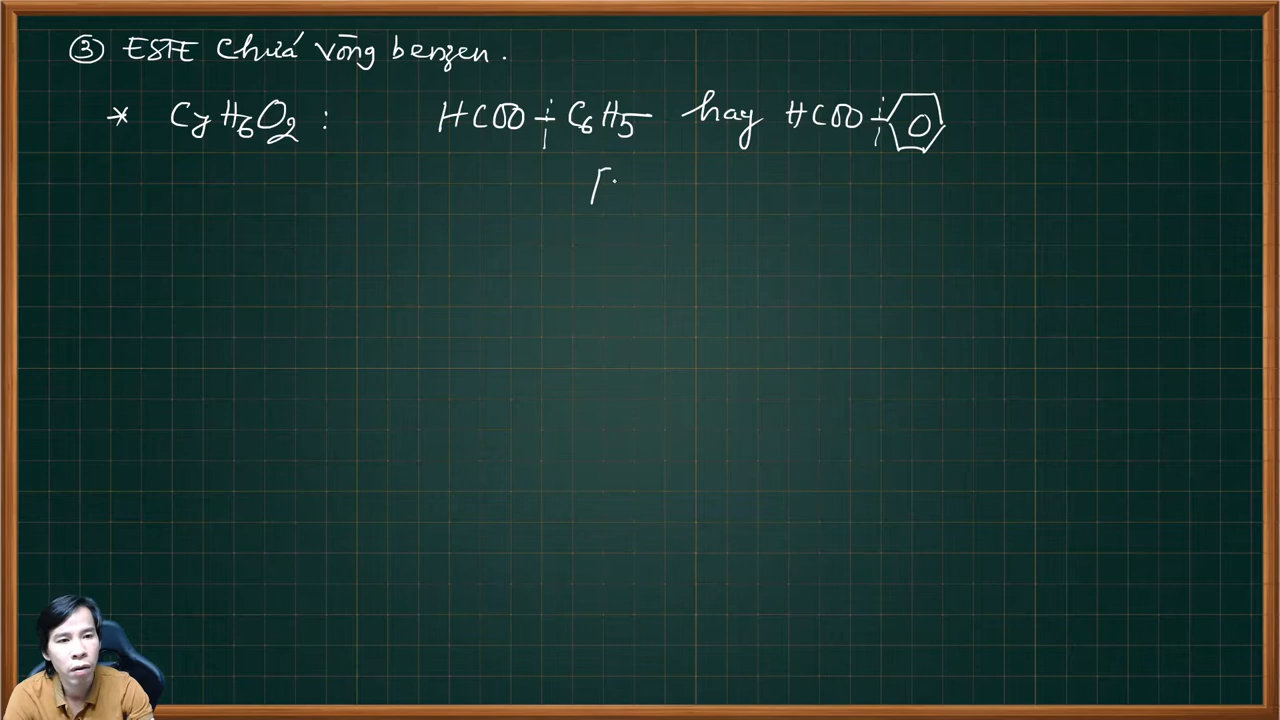 ③ ESTE Chứa vòng benzen.
* C₇H₆O₂ : HCOO-C₆H₅ hay HCOO-